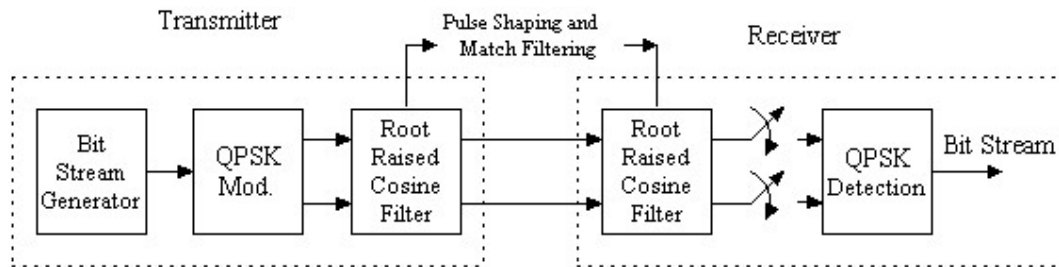 Transmitter
Pulse Shaping and
Match Filtering
Receiver
Bit
Stream
Generator
QPSK
Mod.
Root
Raised
Cosine
Filter
Root
Raised
Cosine
Filter
QPSK
Detection
Bit Stream